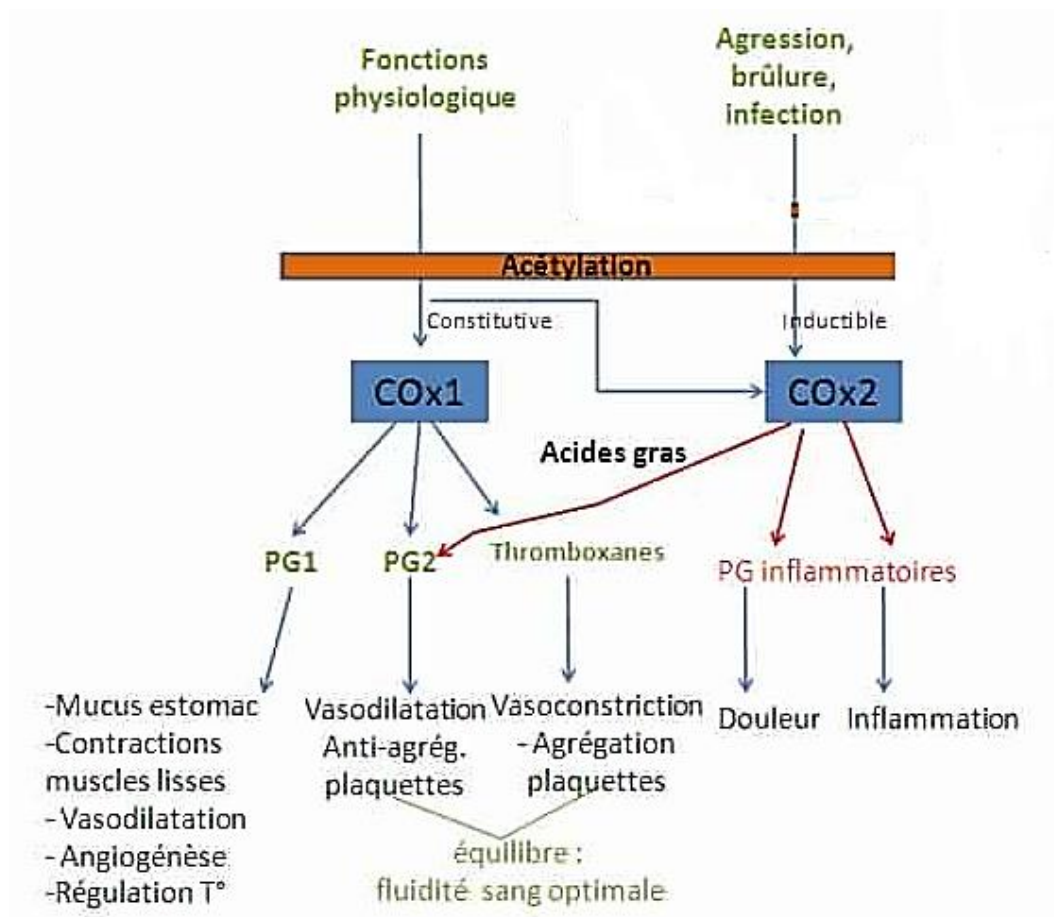 Fonctions
physiologique
Agression,
brûlure,
infection
Acétylation
Constitutive
Inductible
COx1
COx2
Acides gras
PG1
PG2
Thromboxanes
PG inflammatoires
-Mucus estomac
-Contractions
muscles lisses
-Vasodilatation
-Angiogénèse
-Régulation T°
Vasodilatation
Anti-agrég.
plaquettes
Vasoconstriction
-Agrégation
plaquettes
Douleur
Inflammation
équilibre :
fluidité sang optimale